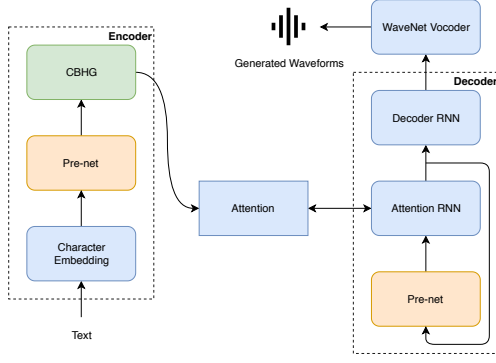 Encoder
CBHG
Pre-net
Character
Embedding
Text
Attention
Generated Waveforms
WaveNet Vocoder
Decoder
Decoder RNN
Attention RNN
Pre-net